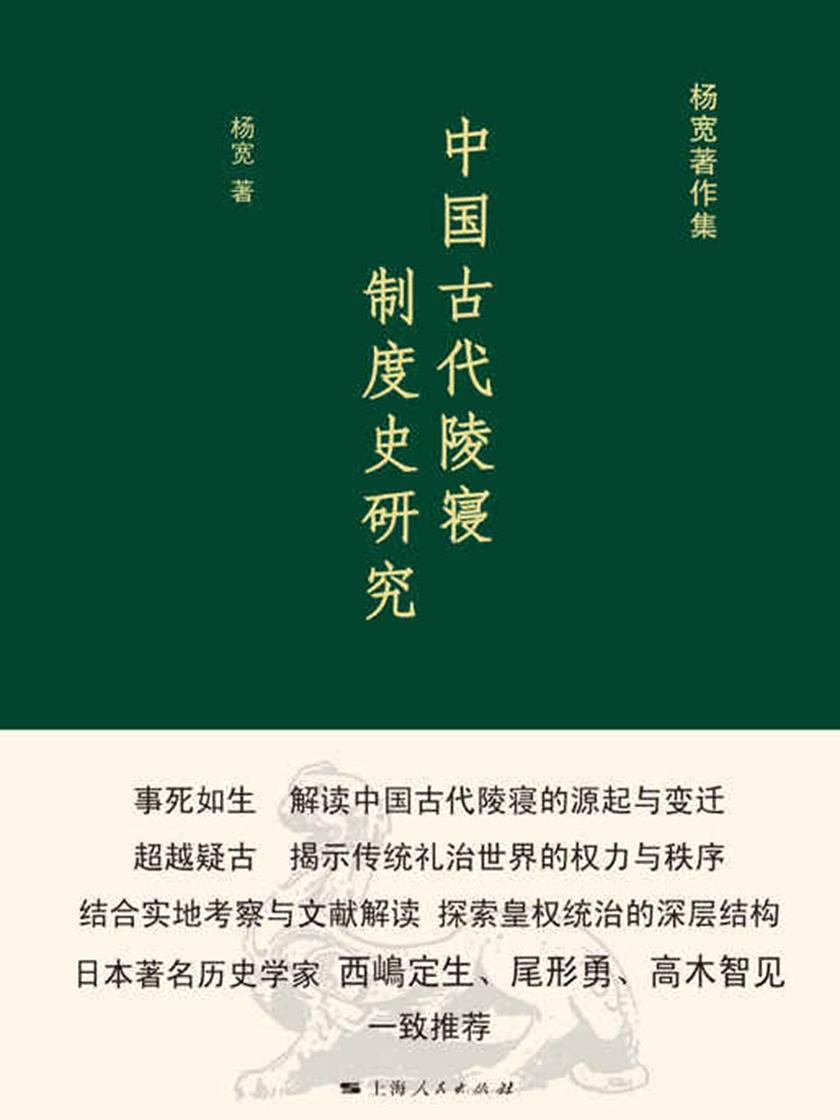 杨宽著作集
中国古代陵寝
制度史研究
杨宽 著
事死如生 解读中国古代陵寝的源起与变迁
超越疑古 揭示传统礼治世界的权力与秩序
结合实地考察与文献解读 探索皇权统治的深层结构
日本著名历史学家 西嶋定生、尾形勇、高木智见
一致推荐
上海人民出版社